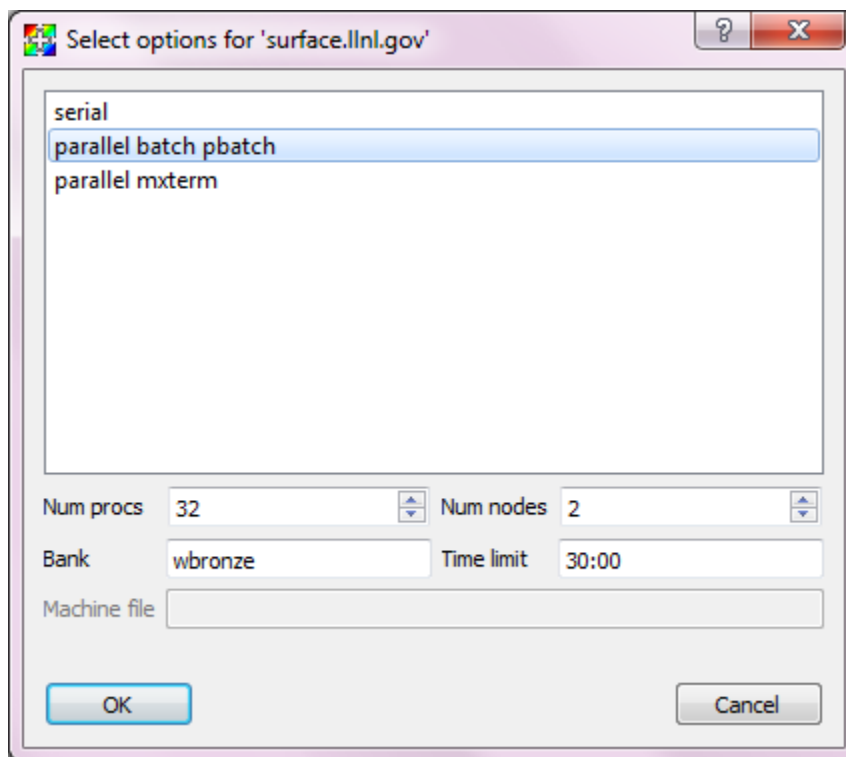 Select options for 'surface.llnl.gov'
serial
parallel batch pbatch
parallel mxterm
Num procs 32 Num nodes 2
Bank wbronze Time limit 30:00
Machine file
OK Cancel